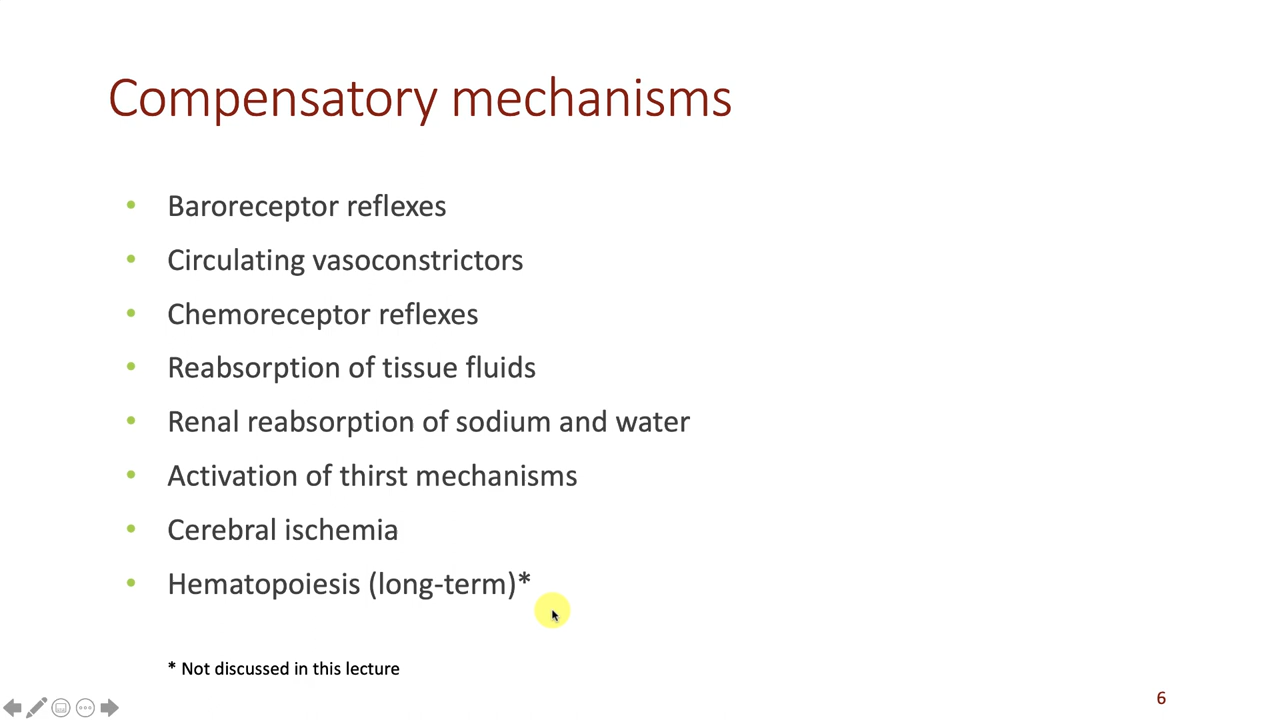 Compensatory mechanisms
• Baroreceptor reflexes
• Circulating vasoconstrictors
• Chemoreceptor reflexes
• Reabsorption of tissue fluids
• Renal reabsorption of sodium and water
• Activation of thirst mechanisms
• Cerebral ischemia
• Hematopoiesis (long-term)*
* Not discussed in this lecture
6